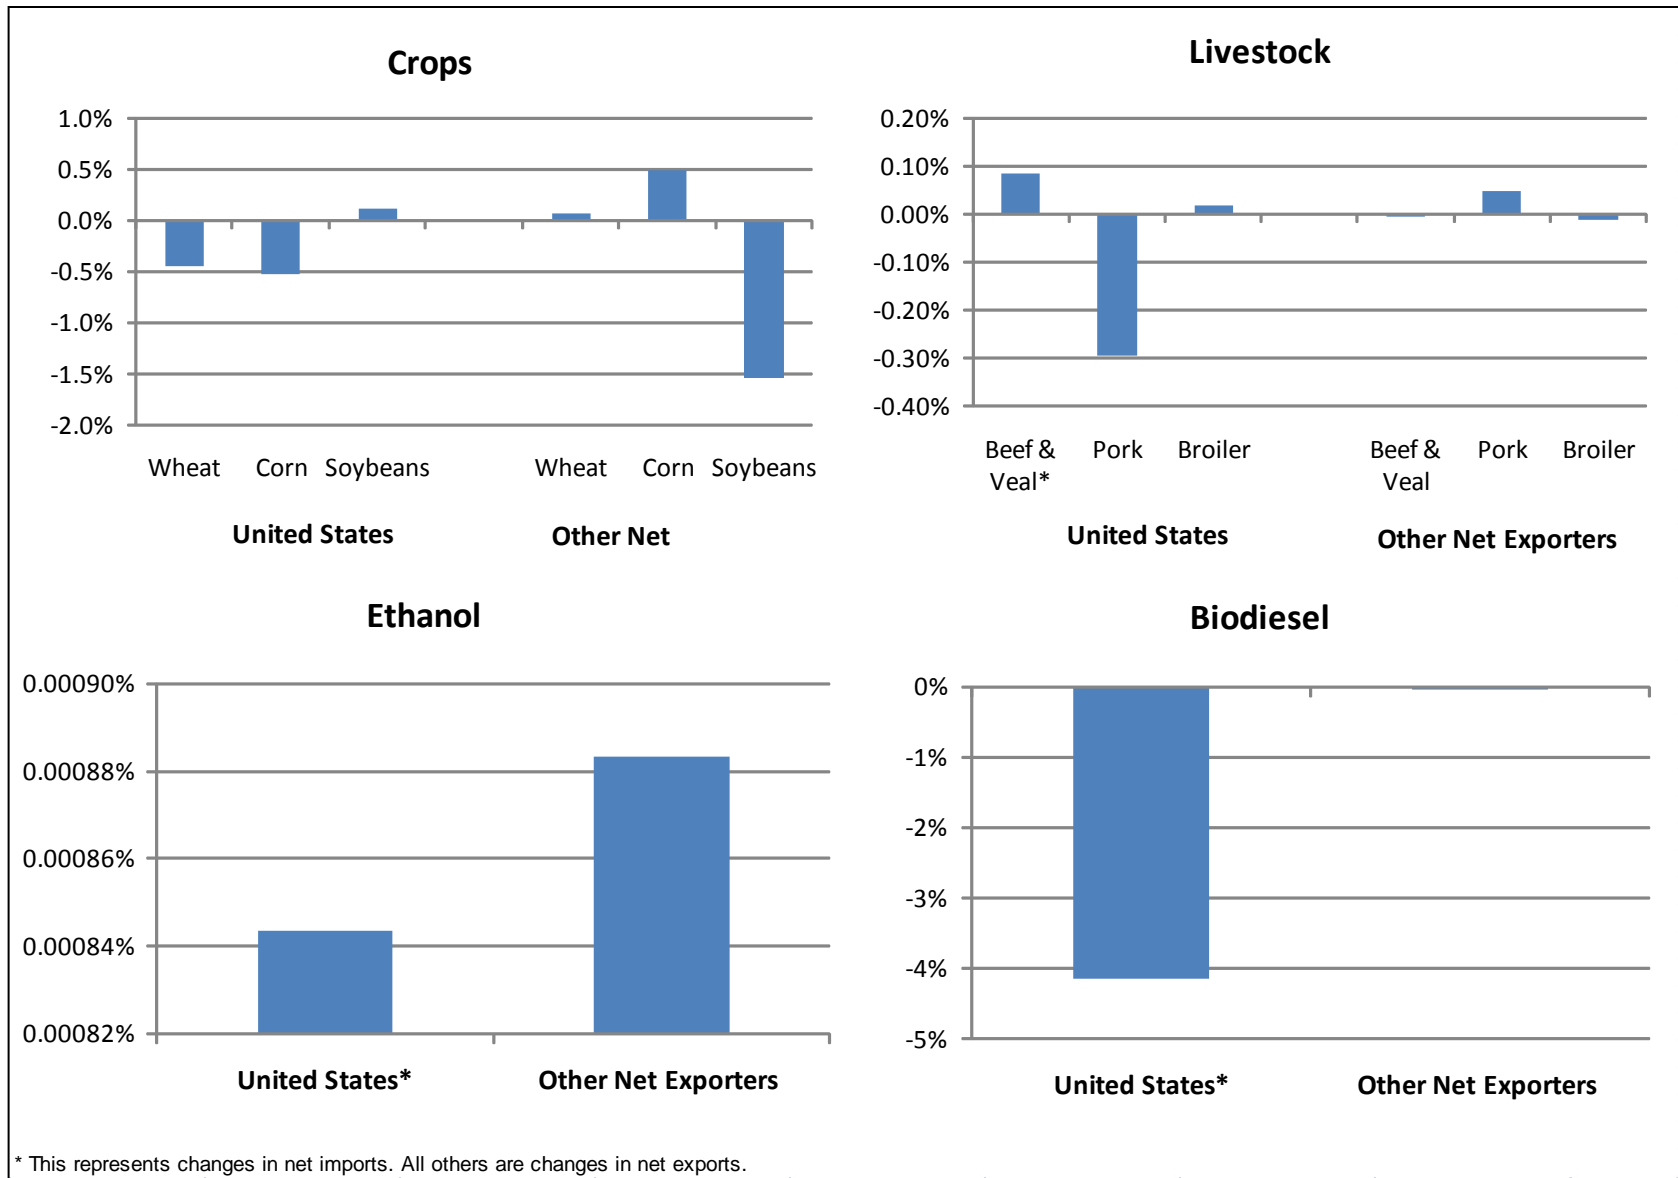 Crops
1.0%
0.5%
0.0%
-0.5%
-1.0%
-1.5%
-2.0%
Wheat Corn Soybeans Wheat Corn Soybeans
United States Other Net
Livestock
0.20%
0.10%
0.00%
-0.10%
-0.20%
-0.30%
-0.40%
Beef & Pork Broiler Beef & Pork Broiler
Veal* Veal
United States Other Net Exporters
Ethanol
0.00090%
0.00088%
0.00086%
0.00084%
0.00082%
United States* Other Net Exporters
Biodiesel
0%
-1%
-2%
-3%
-4%
-5%
United States* Other Net Exporters
* This represents changes in net imports. All others are changes in net exports.